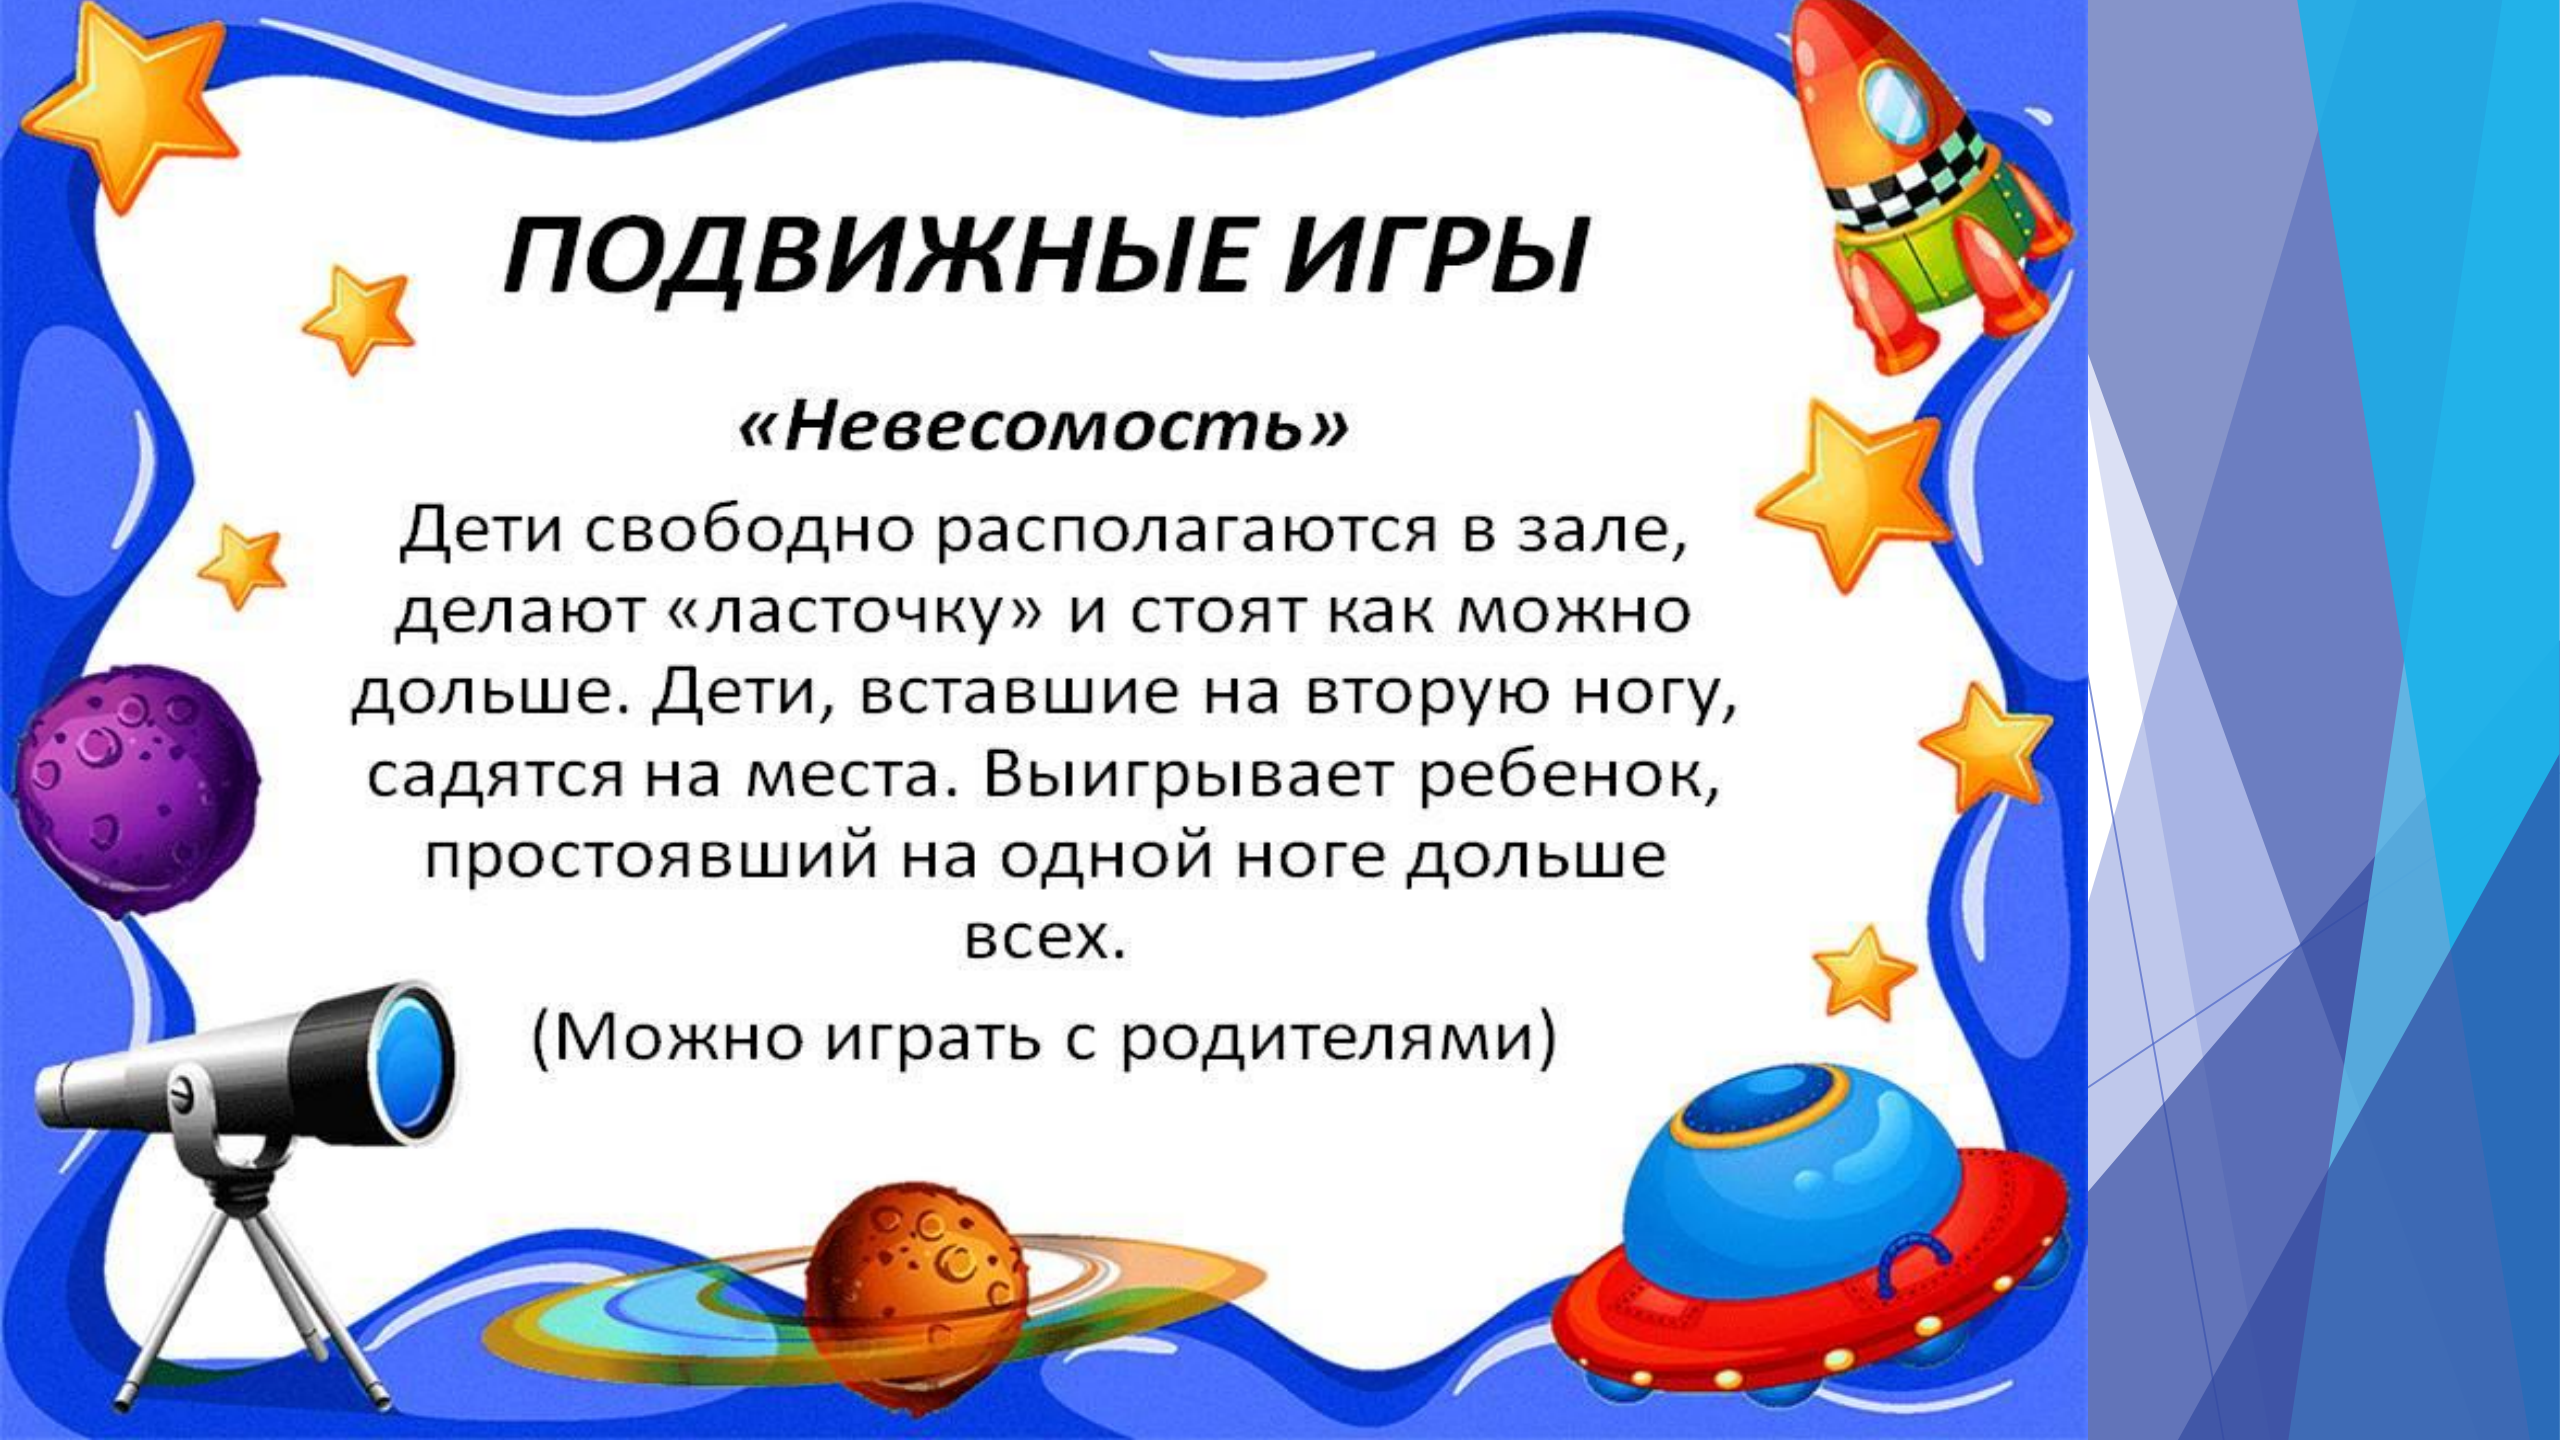 ПОДВИЖНЫЕ ИГРЫ
«Невесомость»
Дети свободно располагаются в зале,
делают «ласточку» и стоят как можно
дольше. Дети, вставшие на вторую ногу,
садятся на места. Выигрывает ребенок,
простоявший на одной ноге дольше
всех.
(Можно играть с родителями)